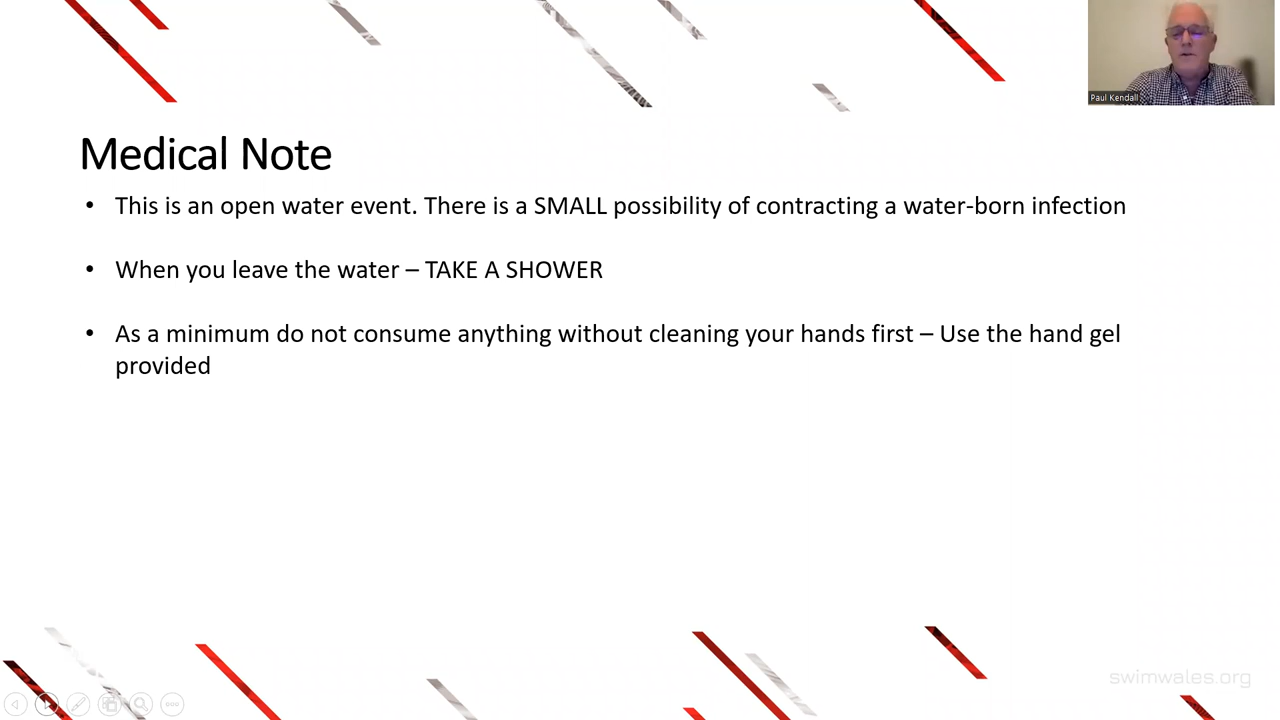 Paul Kendall
Medical Note
• This is an open water event. There is a SMALL possibility of contracting a water-born infection
• When you leave the water – TAKE A SHOWER
• As a minimum do not consume anything without cleaning your hands first – Use the hand gel
provided
swimwales.org